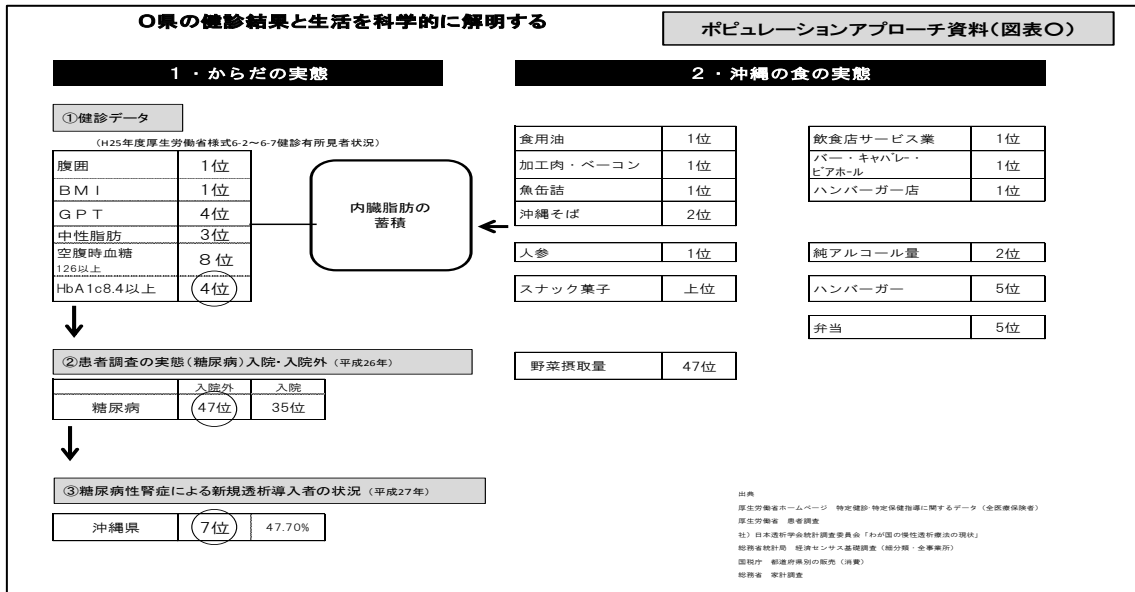 〇県の健診結果と生活を科学的に解明する
ポピュレーションアプローチ資料(図表〇)
1・からだの実態
①健診データ
(H25年度厚生労働省様式6-2~6-7健診有所見者状況)
腹囲 1位
BMI 1位
GPT 4位
中性脂肪 3位
空腹時血糖 8位
126以上
HbA1c8.4以上 4位
内臓脂肪の
蓄積
②患者調査の実態(糖尿病)入院・入院外 (平成26年)
入院外 入院
糖尿病 47位 35位
③糖尿病性腎症による新規透析導入者の状況 (平成27年)
沖縄県 7位 47.70%
2・沖縄の食の実態
食用油 1位
加工肉・ベーコン 1位
魚缶詰 1位
沖縄そば 2位
人参 1位
スナック菓子 上位
野菜摂取量 47位
飲食店サービス業 1位
バー・キャバレー・
ビアホール 1位
ハンバーガー店 1位
純アルコール量 2位
ハンバーガー 5位
弁当 5位
出典
厚生労働省ホームページ 特定健診・特定保健指導に関するデータ(全医療保険者)
厚生労働省 患者調査
社)日本透析学会統計調査委員会「わが国の慢性透析療法の現状」
総務省統計局 経済センサス基礎調査(細分類・全事業所)
国税庁 都道府県別の販売(消費)
総務省 家計調査